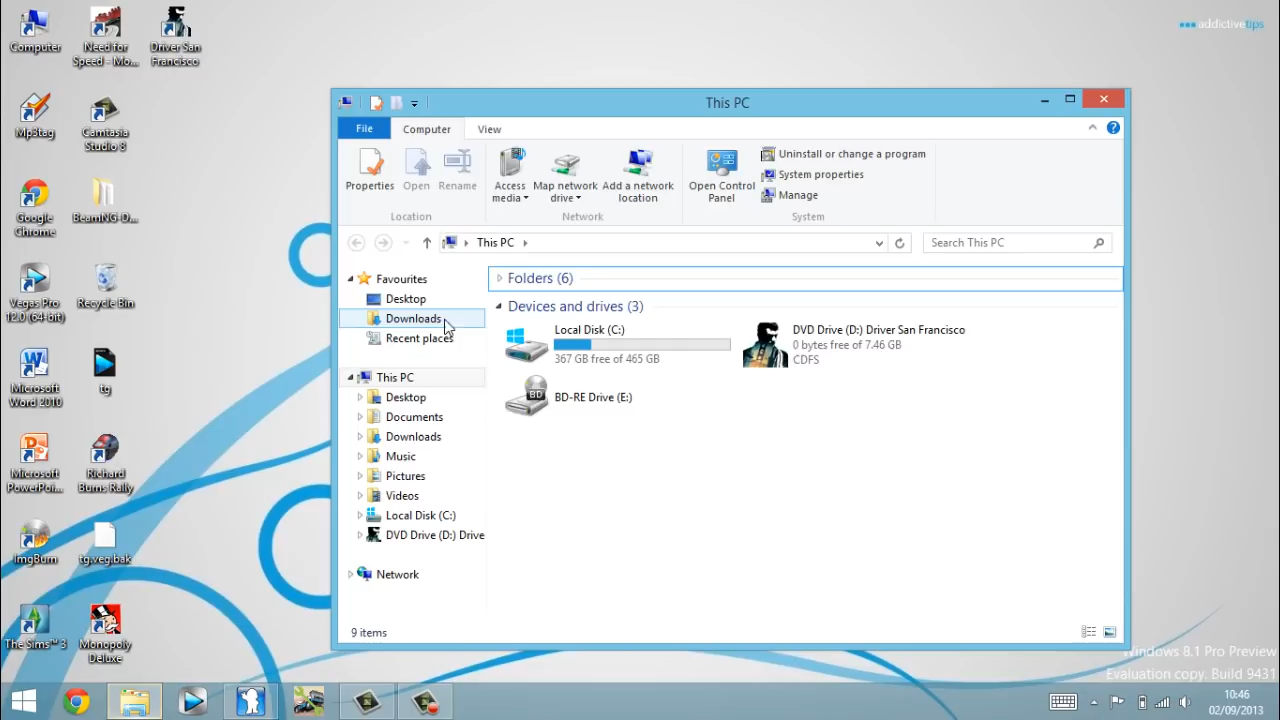 addictivetips
Computer
Need for
Speed - Mo...
Driver San
Francisco
Mp3tag
Camtasia
Studio 8
Google
Chrome
BeamNG-D...
Vegas Pro
12.0 (64-bit)
Recycle Bin
Microsoft
Word 2010
tg
Microsoft
PowerPoi...
Richard
Burns Rally
ImgBurn
tg.veg.bak
The Sims™ 3
Monopoly
Deluxe
This PC
File
Computer
View
Properties
Open
Rename
Location
Access
media
Map network
drive
Add a network
location
Network
Open Control
Panel
Uninstall or change a program
System properties
Manage
System
This PC
Search This PC
Favourites
Desktop
Downloads
Recent places
This PC
Desktop
Documents
Downloads
Music
Pictures
Videos
Local Disk (C:)
DVD Drive (D:) Drive
Network
Folders (6)
Devices and drives (3)
Local Disk (C:)
367 GB free of 465 GB
DVD Drive (D:) Driver San Francisco
0 bytes free of 7.46 GB
CDFS
BD
BD-RE Drive (E:)
9 items
Windows 8.1 Pro Preview
Evaluation copy. Build 9431
10:46
02/09/2013